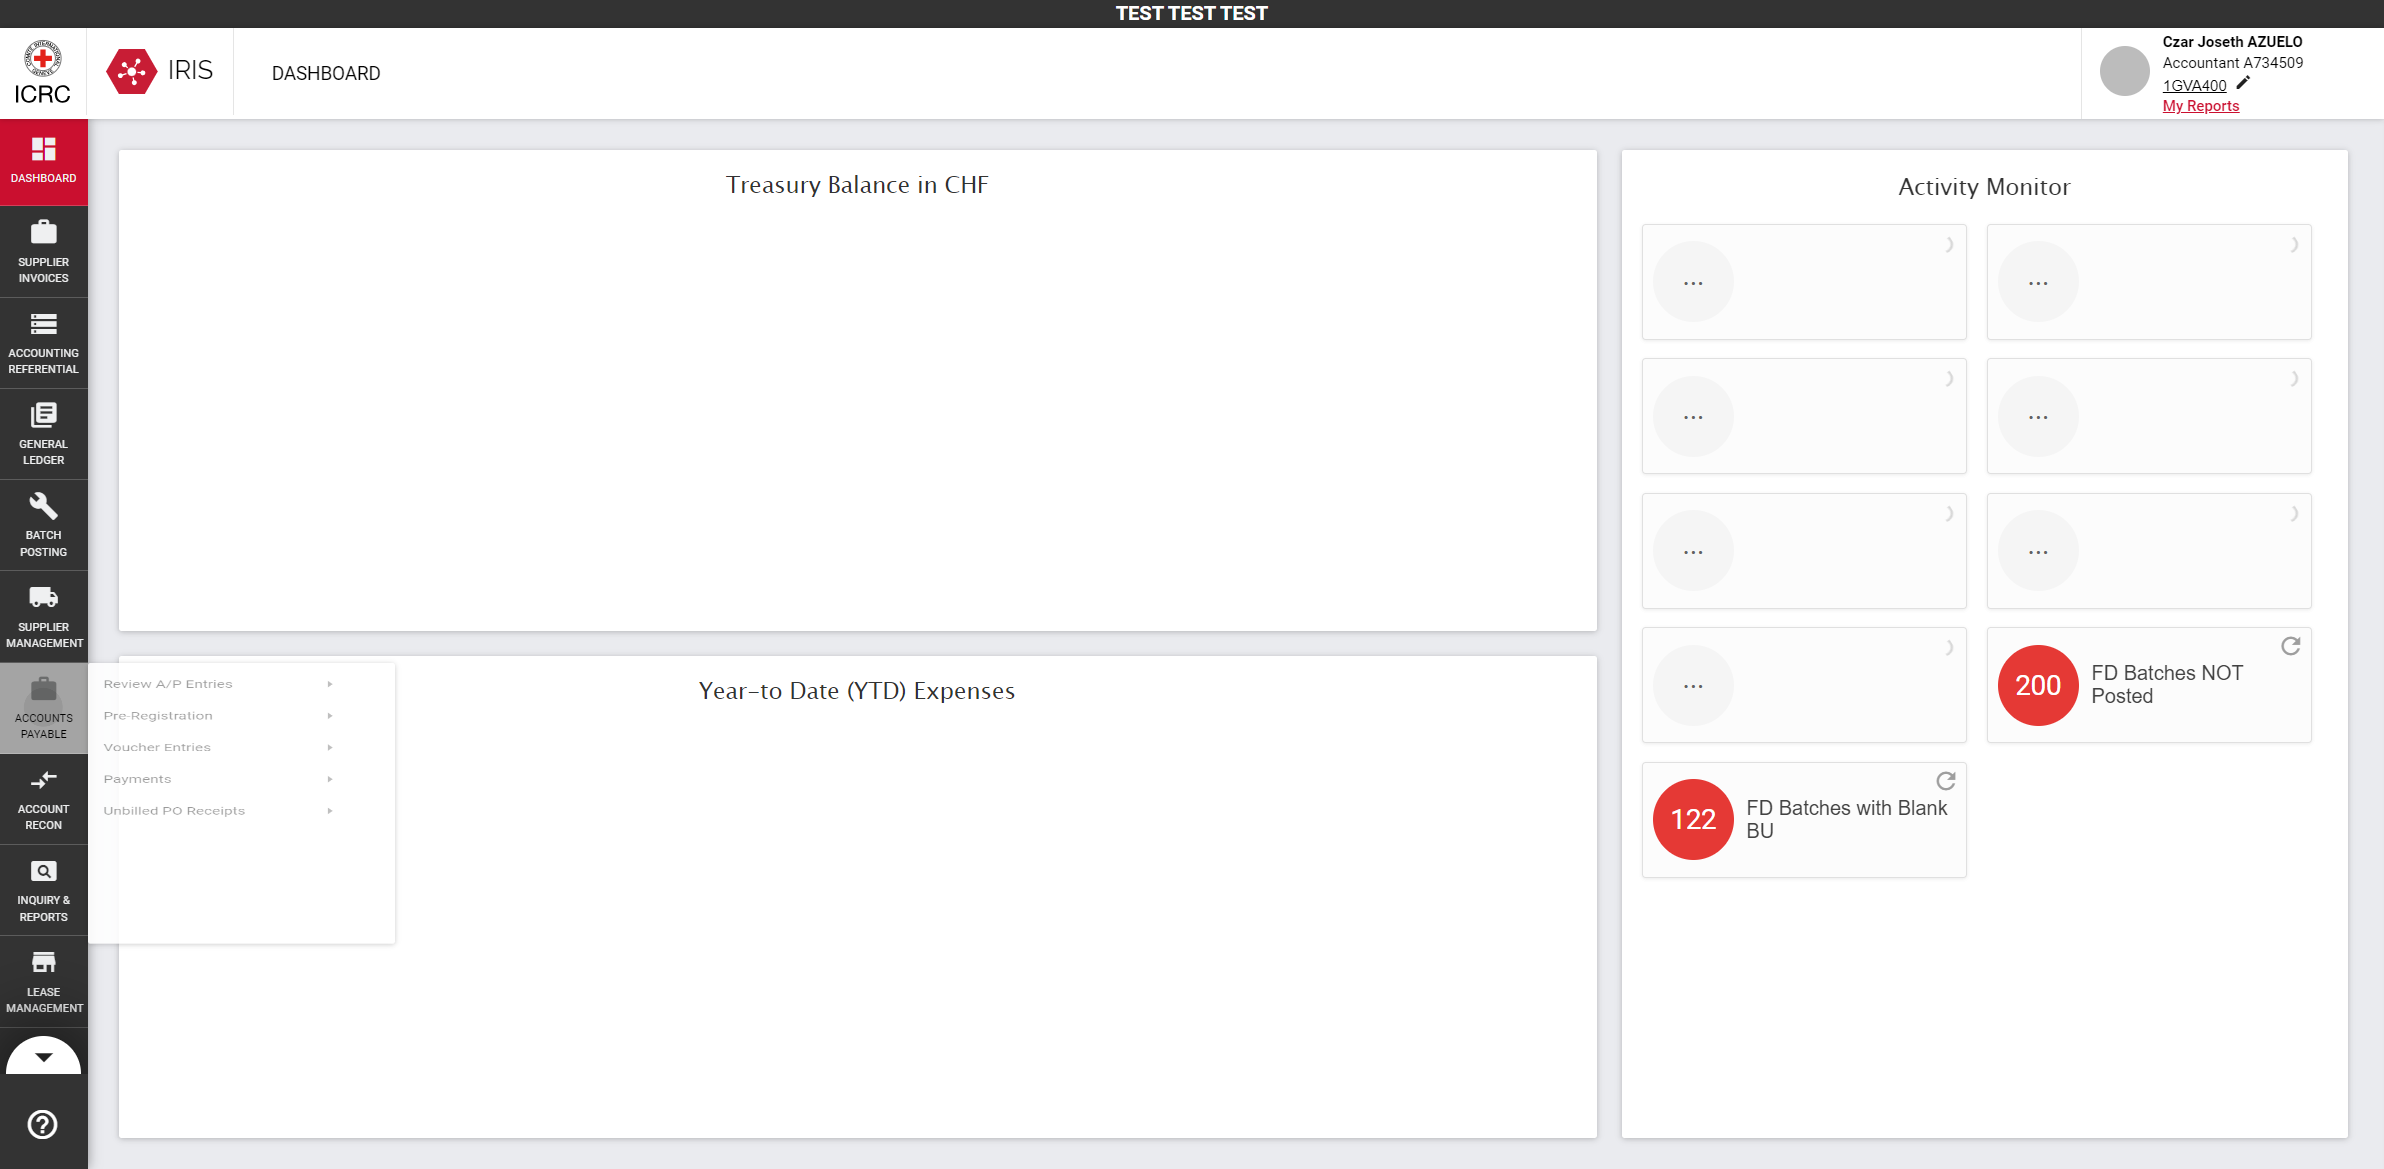 TEST TEST TEST
ICRC
IRIS
DASHBOARD
Czar Joseth AZUELO
Accountant A734509
1GVA400
My Reports
DASHBOARD
SUPPLIER
INVOICES
ACCOUNTING
REFERENTIAL
GENERAL
LEDGER
BATCH
POSTING
SUPPLIER
MANAGEMENT
ACCOUNTS
PAYABLE
ACCOUNT
RECON
INQUIRY &
REPORTS
LEASE
MANAGEMENT
Treasury Balance in CHF
Year-to Date (YTD) Expenses
Review A/P Entries
Pre-Registration
Voucher Entries
Payments
Unbilled PO Receipts
Activity Monitor
...
...
...
...
...
...
...
200
FD Batches NOT
Posted
122
FD Batches with Blank
BU